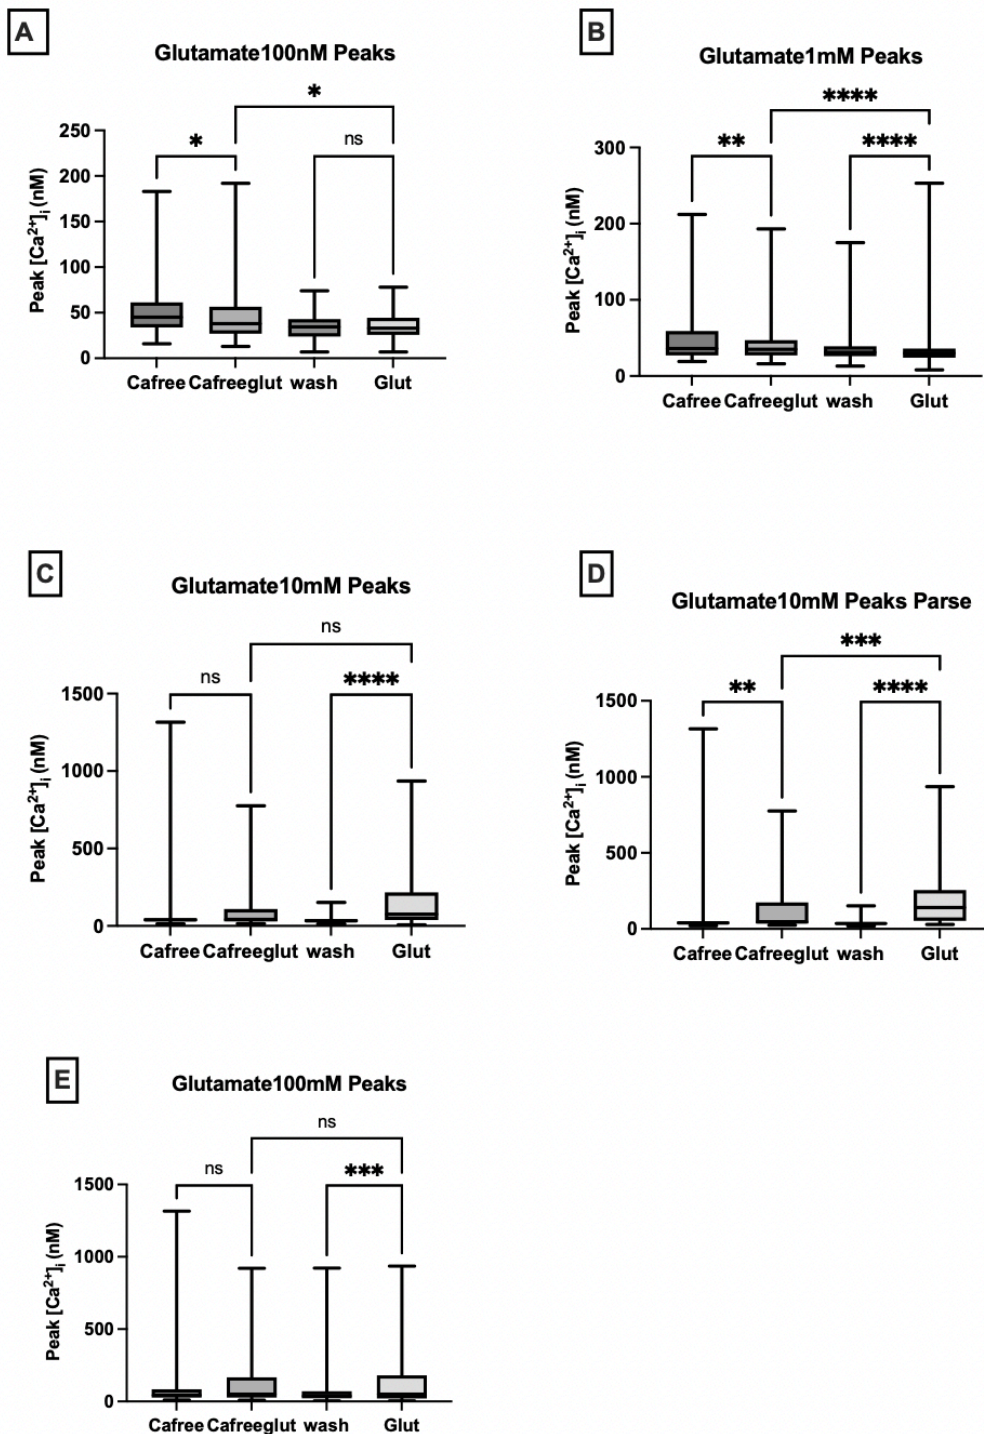 A
Glutamate100nM Peaks
Peak [Ca²⁺]ᵢ (nM)
250
200
150
100
50
0
*
*
ns
Cafree Cafreeglut wash Glut
B
Glutamate1mM Peaks
Peak [Ca²⁺]ᵢ (nM)
300
200
100
0
****
**
****
Cafree Cafreeglut wash Glut
C
Glutamate10mM Peaks
Peak [Ca²⁺]ᵢ (nM)
1500
1000
500
0
ns
ns
****
Cafree Cafreeglut wash Glut
D
Glutamate10mM Peaks Parse
Peak [Ca²⁺]ᵢ (nM)
1500
1000
500
0
***
**
****
Cafree Cafreeglut wash Glut
E
Glutamate100mM Peaks
Peak [Ca²⁺]ᵢ (nM)
1500
1000
500
0
ns
ns
***
Cafree Cafreeglut wash Glut